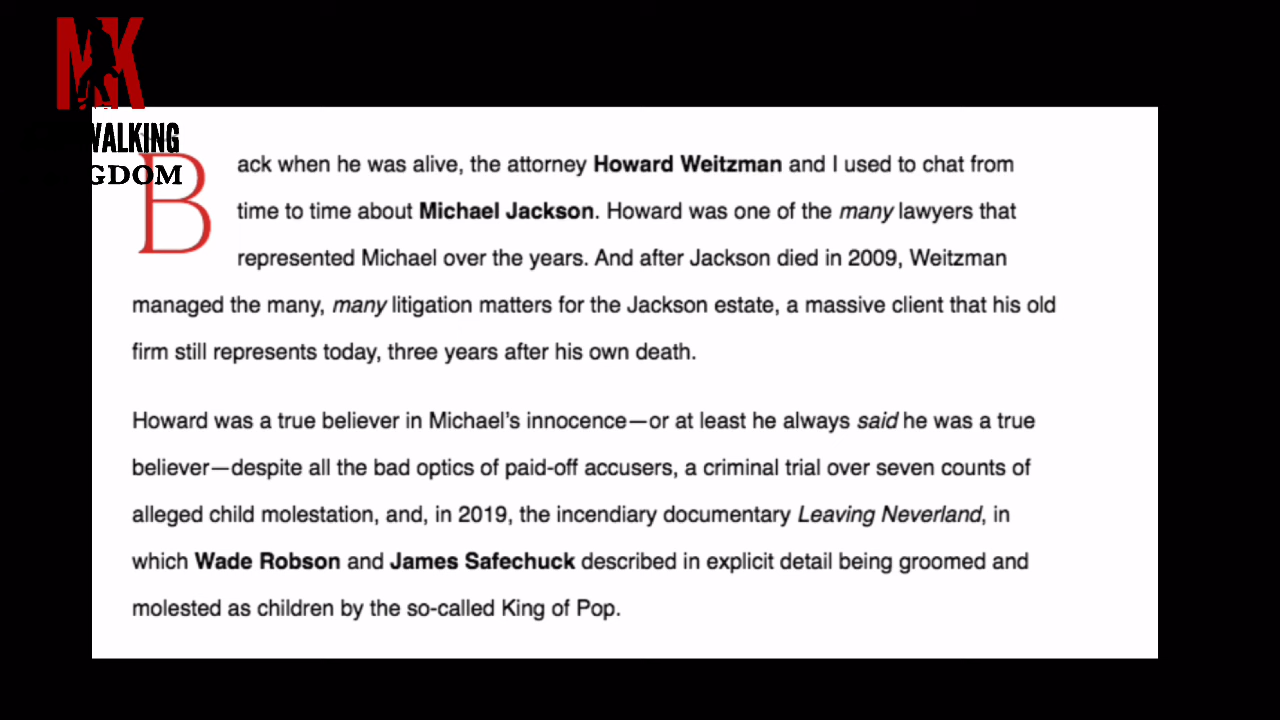 MK
WALKING
GDOM
Back when he was alive, the attorney Howard Weitzman and I used to chat from
time to time about Michael Jackson. Howard was one of the many lawyers that
represented Michael over the years. And after Jackson died in 2009, Weitzman
managed the many, many litigation matters for the Jackson estate, a massive client that his old
firm still represents today, three years after his own death.
Howard was a true believer in Michael’s innocence—or at least he always said he was a true
believer—despite all the bad optics of paid-off accusers, a criminal trial over seven counts of
alleged child molestation, and, in 2019, the incendiary documentary Leaving Neverland, in
which Wade Robson and James Safechuck described in explicit detail being groomed and
molested as children by the so-called King of Pop.